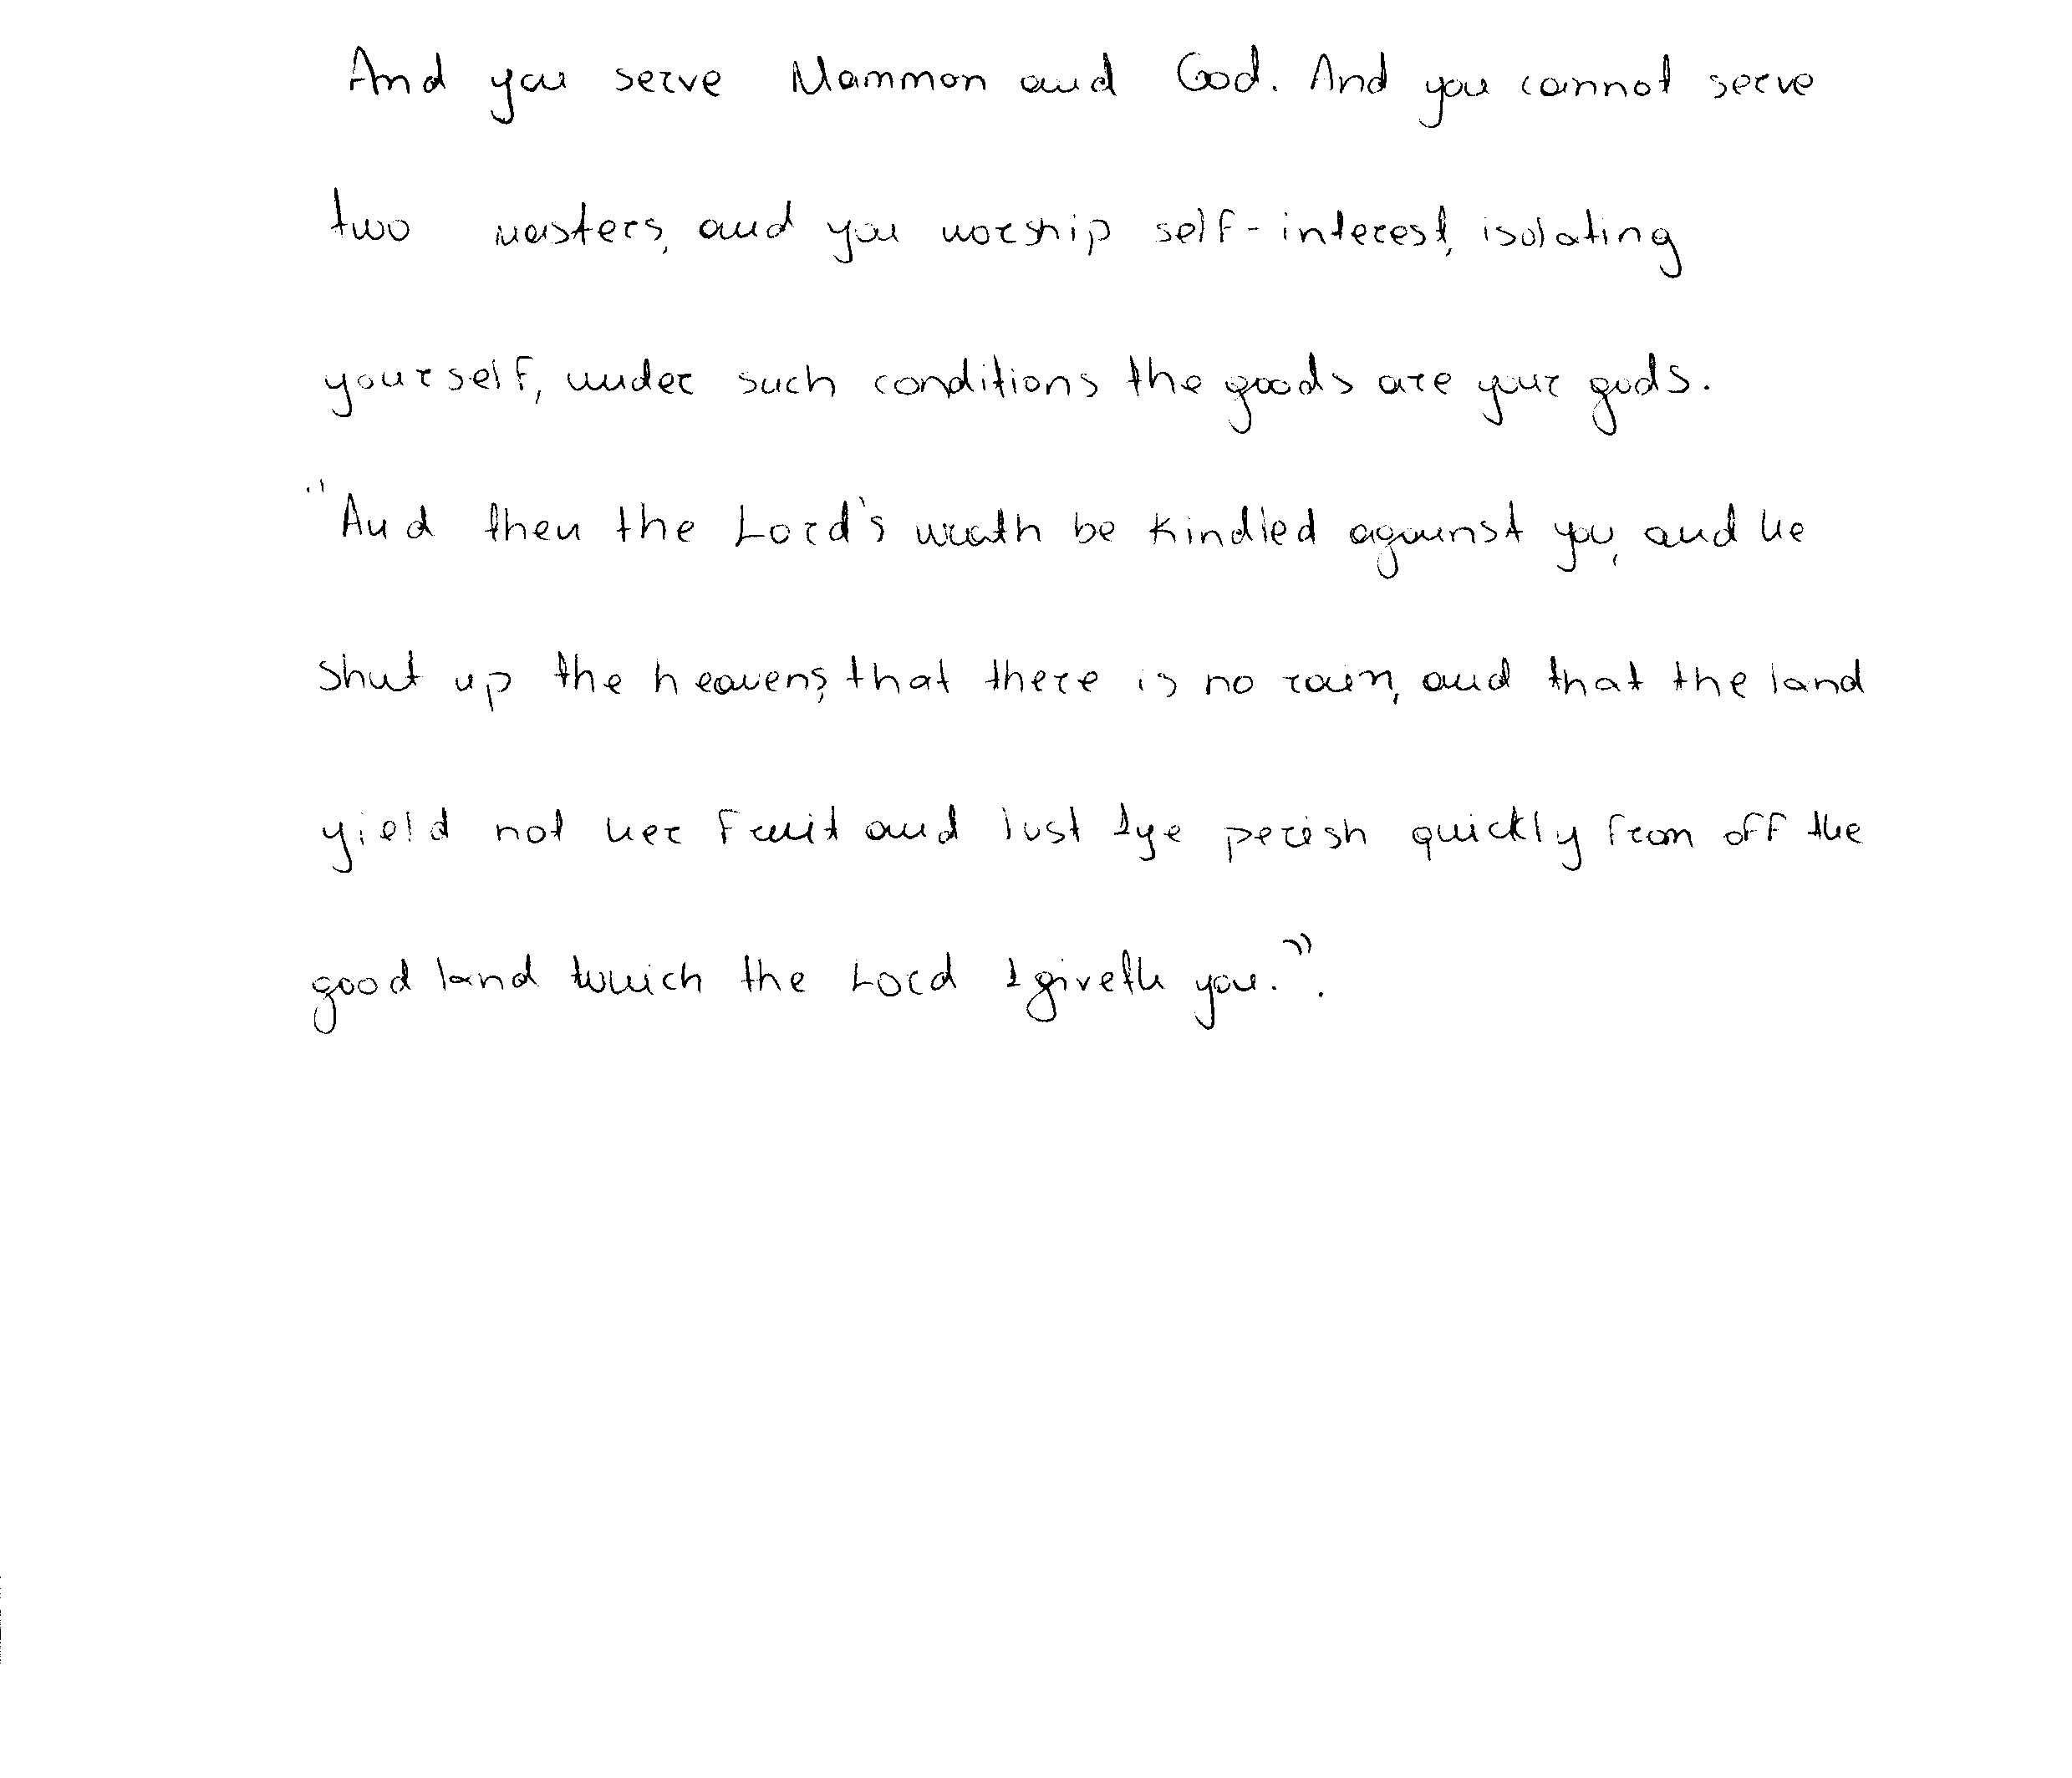 And you serve Mammon and God. And you cannot serve
two masters, and you worship self-interest, isolating
yourself, under such conditions the goods are your gods.
"And then the Lord's wrath be kindled against you, and he
shut up the heavens, that there is no rain, and that the land
yield not her fruit and lust 1ye perish quickly from off the
good land which the Lord 1giveth you.".